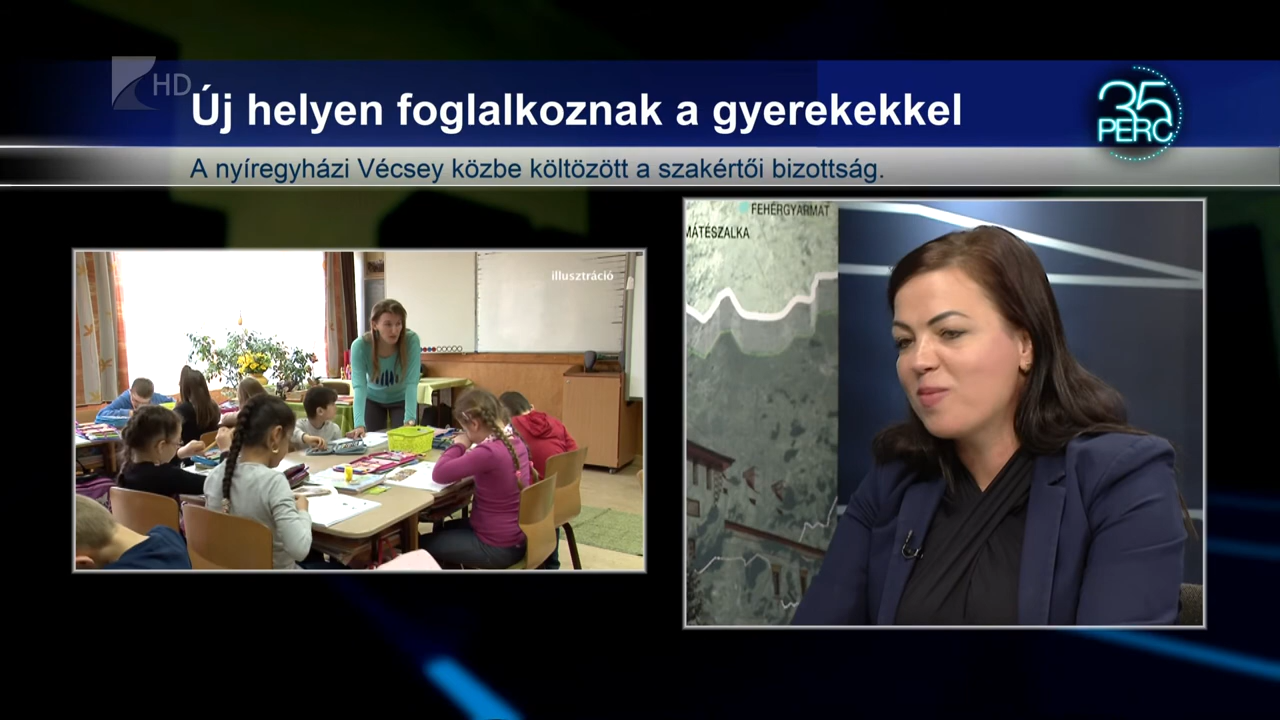 HD
Új helyen foglalkoznak a gyerekekkel
35
PERC
A nyíregyházi Vécsey közbe költözött a szakértői bizottság.
FEHÉRGYARMAT
MÁTÉSZALKA
illusztráció